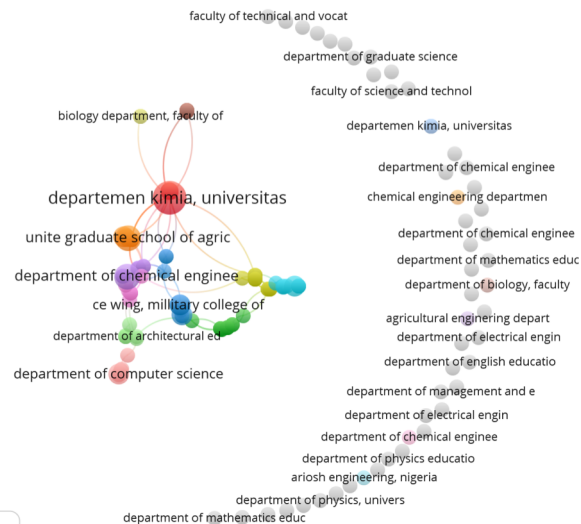 faculty of technical and vocat
department of graduate science
faculty of science and technol
biology department, faculty of
departemen kimia, universitas
department of chemical enginee
departemen kimia, universitas
chemical engineering departmen
unite graduate school of agric
department of chemical enginee
department of mathematics educ
department of chemical enginee
department of biology, faculty
ce wing, millitary college of
agricultural enginering depart
department of architectural ed
department of electrical engin
department of english educatio
department of computer science
department of management and e
department of electrical engin
department of chemical enginee
department of physics educatio
ariosh engineering, nigeria
department of physics, univers
department of mathematics educ